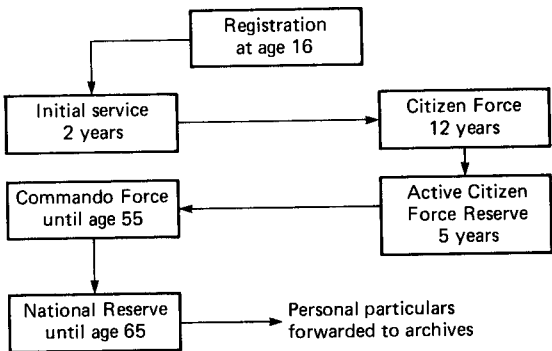 Registration
at age 16
Initial service
2 years
Citizen Force
12 years
Active Citizen
Force Reserve
5 years
Commando Force
until age 55
National Reserve
until age 65
Personal particulars
forwarded to archives